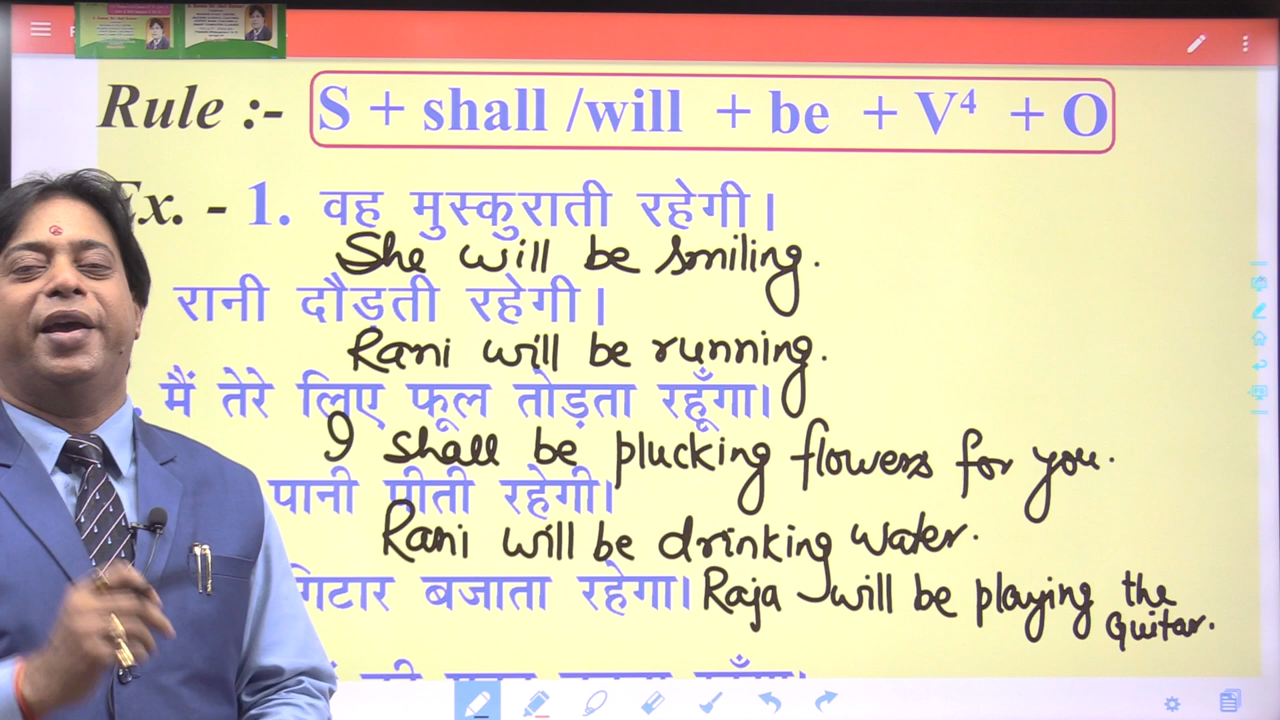 Rule :- S + shall /will + be + V⁴ + O
Ex. - 1. वह मुस्कुराती रहेगी।
She will be smiling.
रानी दौड़ती रहेगी।
Rani will be running.
मैं तेरे लिए फूल तोड़ता रहूँगा।
I shall be plucking flowers for you.
पानी पीती रहेगी।
Rani will be drinking water.
गिटार बजाता रहेगा। Raja will be playing the
Guitar.